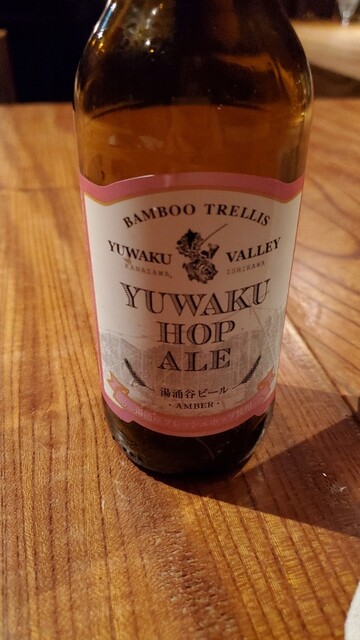 BAMBOO TRELLIS
YUWAKU VALLEY
KANAZAWA, ISHIKAWA
YUWAKU
HOP
ALE
湯涌谷ビール
・AMBER・